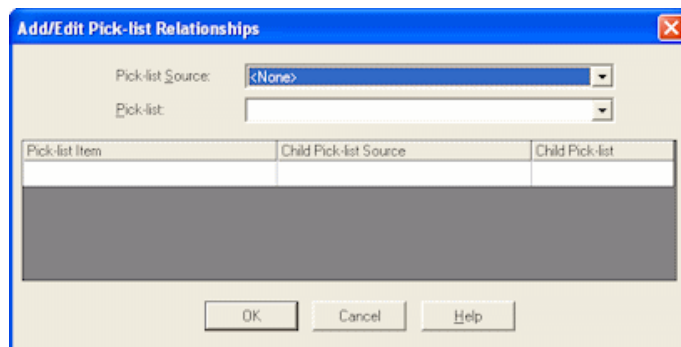 Add/Edit Pick-list Relationships
Pick-list Source: <None>
Pick-list:
Pick-list Item Child Pick-list Source Child Pick-list
OK Cancel Help